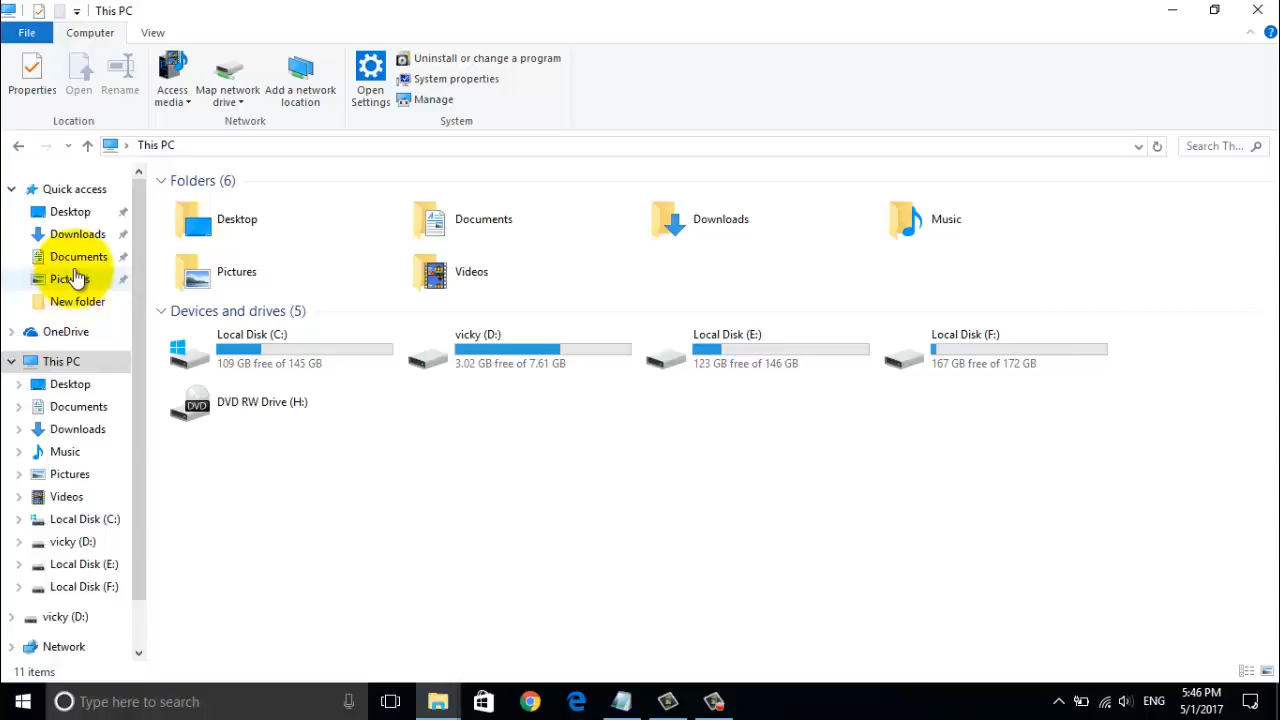 This PC
File
Computer
View
Properties
Open
Rename
Access media
Map network drive
Add a network location
Open Settings
Uninstall or change a program
System properties
Manage
Location
Network
System
This PC
Search Th...
Quick access
Desktop
Downloads
Documents
New folder
OneDrive
This PC
Desktop
Documents
Downloads
Music
Pictures
Videos
Local Disk (C:)
vicky (D:)
Local Disk (E:)
Local Disk (F:)
vicky (D:)
Network
Folders (6)
Desktop
Documents
Downloads
Music
Pictures
Videos
Devices and drives (5)
Local Disk (C:)
109 GB free of 145 GB
vicky (D:)
3.02 GB free of 7.61 GB
Local Disk (E:)
123 GB free of 146 GB
Local Disk (F:)
167 GB free of 172 GB
DVD
DVD RW Drive (H:)
11 items
Type here to search
ENG
5:46 PM
5/1/2017